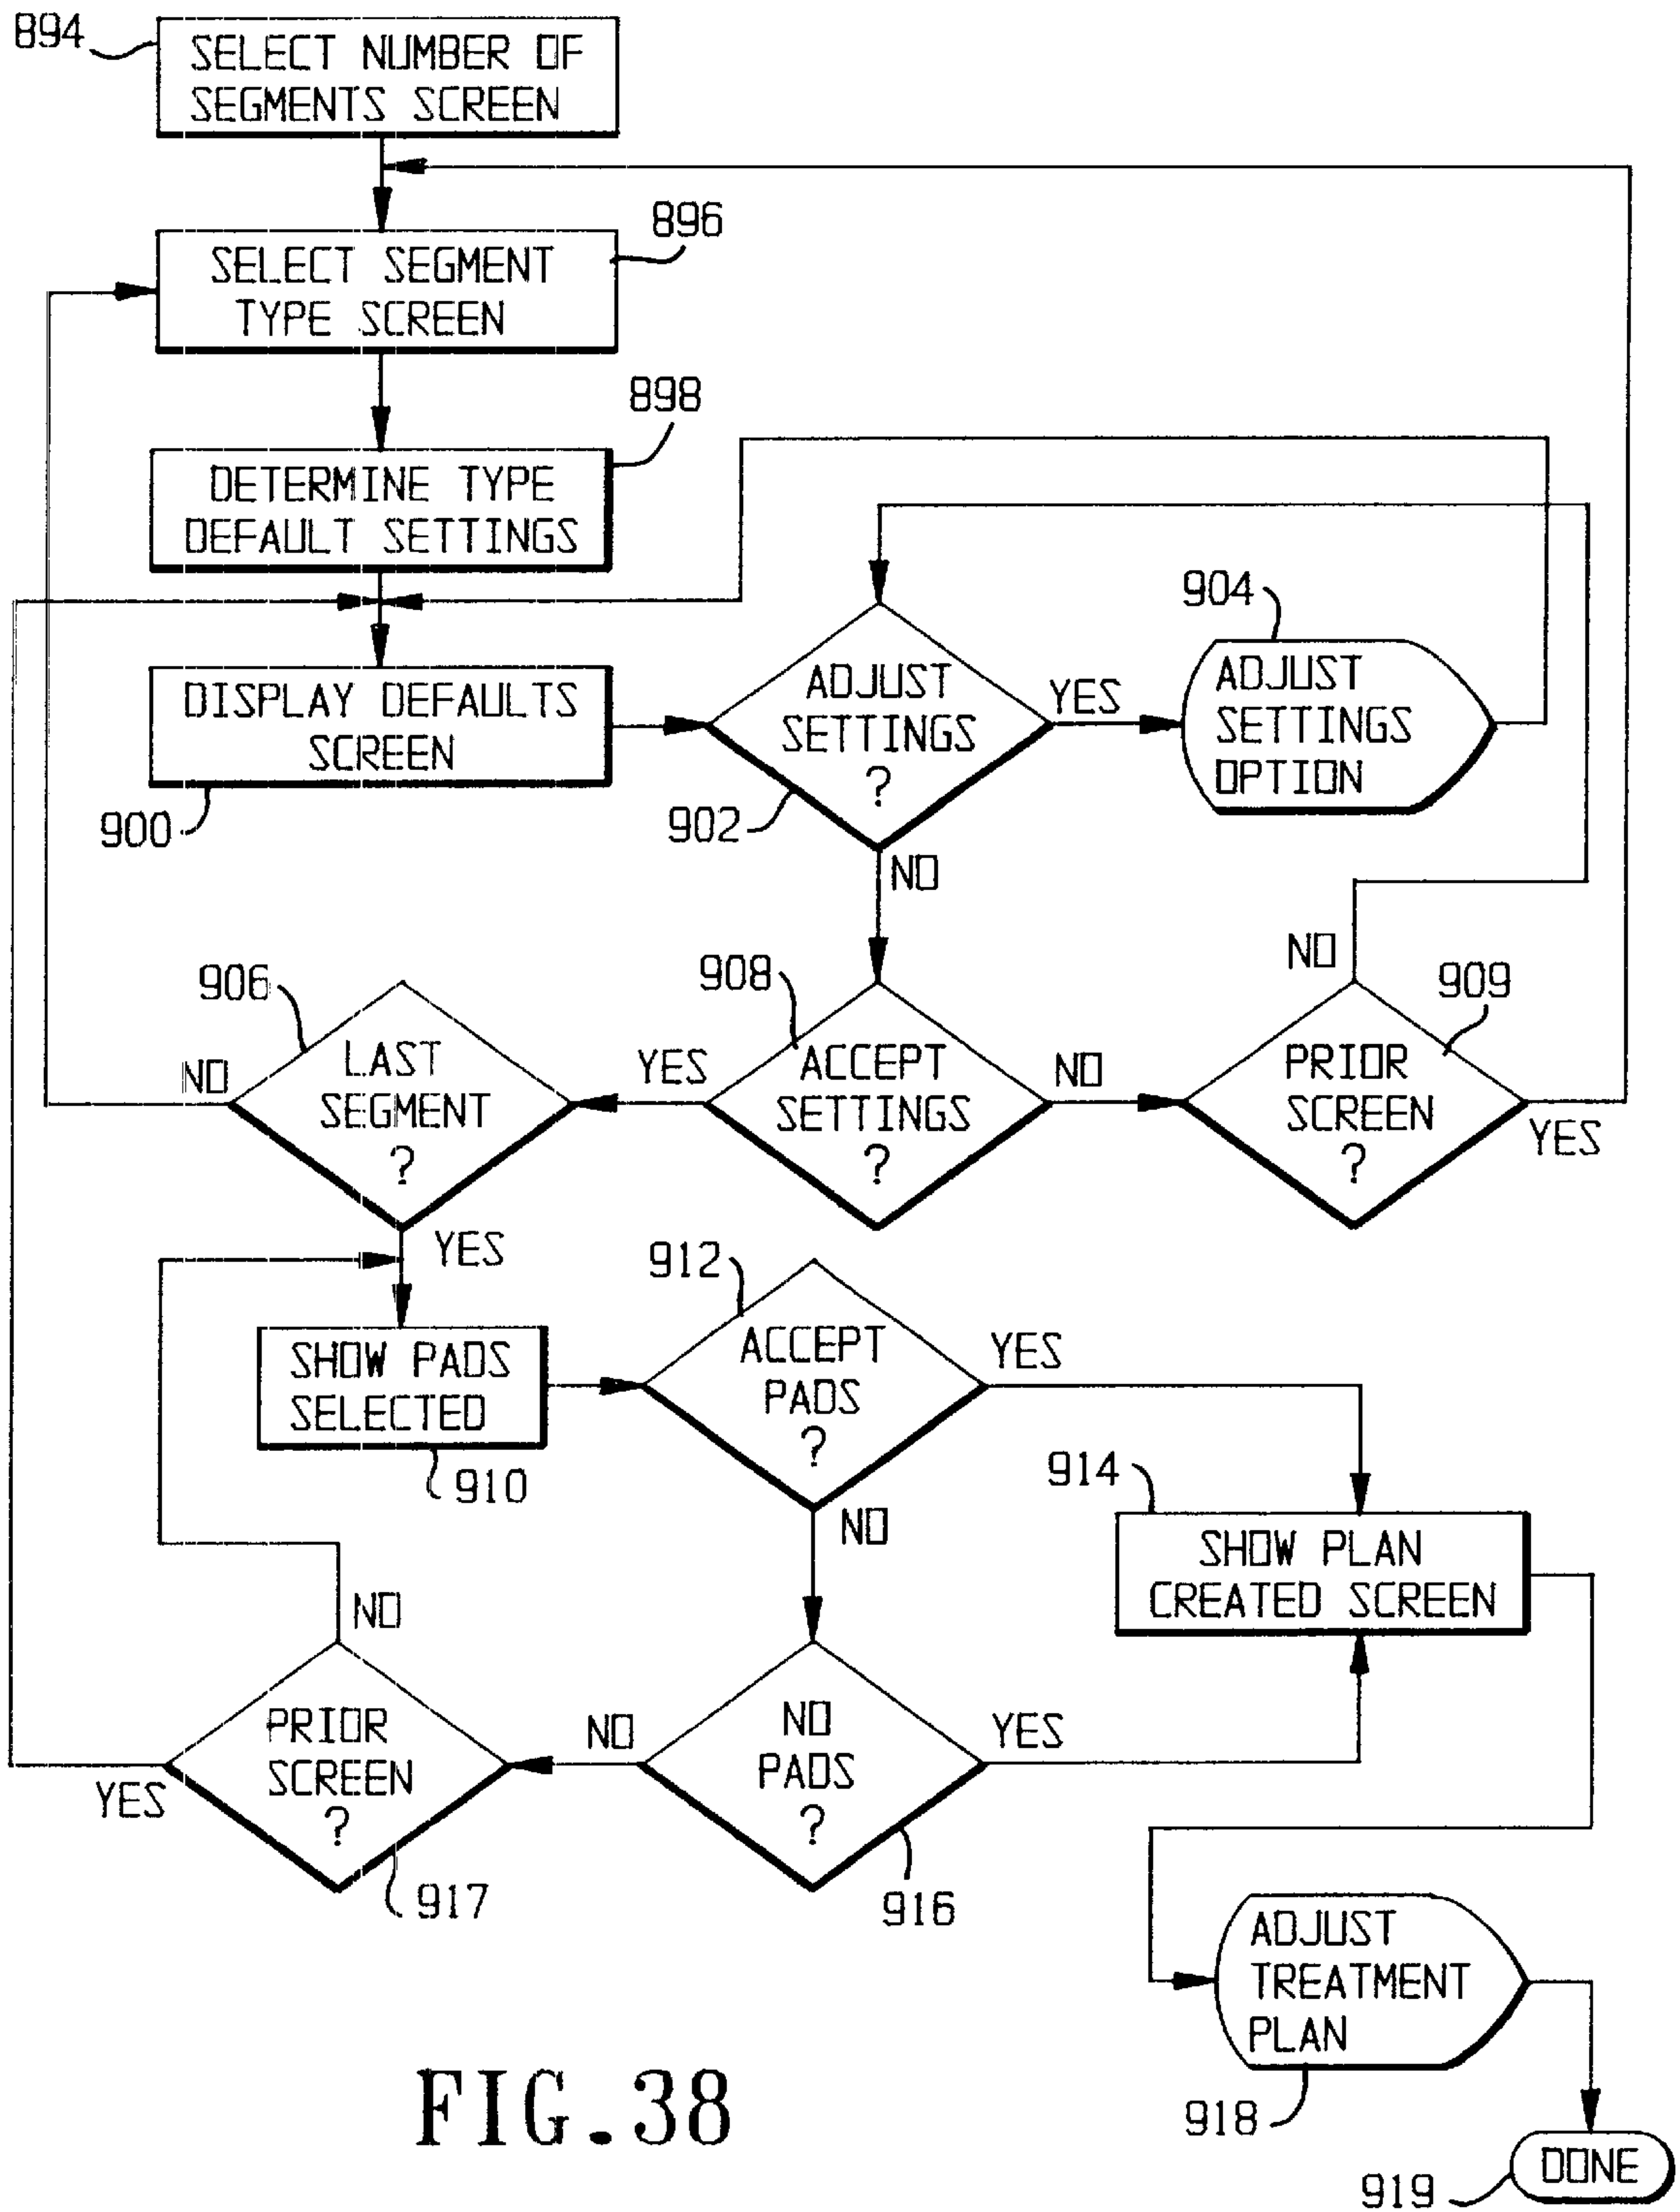 894
SELECT NUMBER OF
SEGMENTS SCREEN
896
SELECT SEGMENT
TYPE SCREEN
898
DETERMINE TYPE
DEFAULT SETTINGS
904
DISPLAY DEFAULTS
SCREEN
900
ADJUST
SETTINGS
?
902
YES
ADJUST
SETTINGS
OPTION
NO
906
908
NO
909
NO
LAST
SEGMENT
?
YES
ACCEPT
SETTINGS
?
NO
PRIOR
SCREEN
?
YES
YES
912
SHOW PADS
SELECTED
910
ACCEPT
PADS
?
YES
914
NO
SHOW PLAN
CREATED SCREEN
NO
PRIOR
SCREEN
?
YES
917
NO
NO
PADS
?
YES
916
ADJUST
TREATMENT
PLAN
918
DONE
919
FIG.38